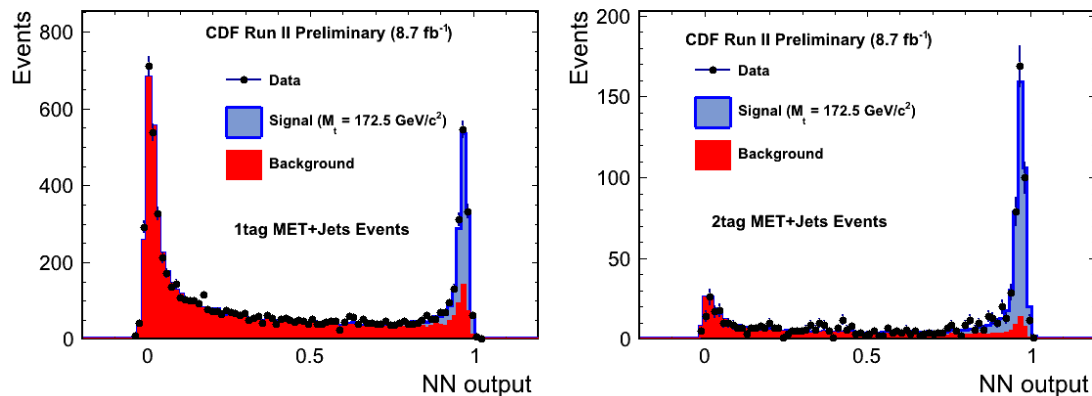 Events
800
600
400
200
0
CDF Run II Preliminary (8.7 fb⁻¹)
Data
Signal (Mₜ = 172.5 GeV/c²)
Background
1tag MET+Jets Events
0
0.5
1
NN output
Events
200
150
100
50
0
CDF Run II Preliminary (8.7 fb⁻¹)
Data
Signal (Mₜ = 172.5 GeV/c²)
Background
2tag MET+Jets Events
0
0.5
1
NN output